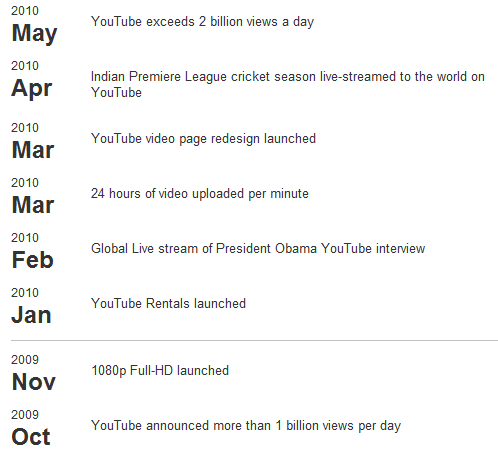 2010
May
YouTube exceeds 2 billion views a day
2010
Apr
Indian Premiere League cricket season live-streamed to the world on
YouTube
2010
Mar
YouTube video page redesign launched
2010
Mar
24 hours of video uploaded per minute
2010
Feb
Global Live stream of President Obama YouTube interview
2010
Jan
YouTube Rentals launched
2009
Nov
1080p Full-HD launched
2009
Oct
YouTube announced more than 1 billion views per day